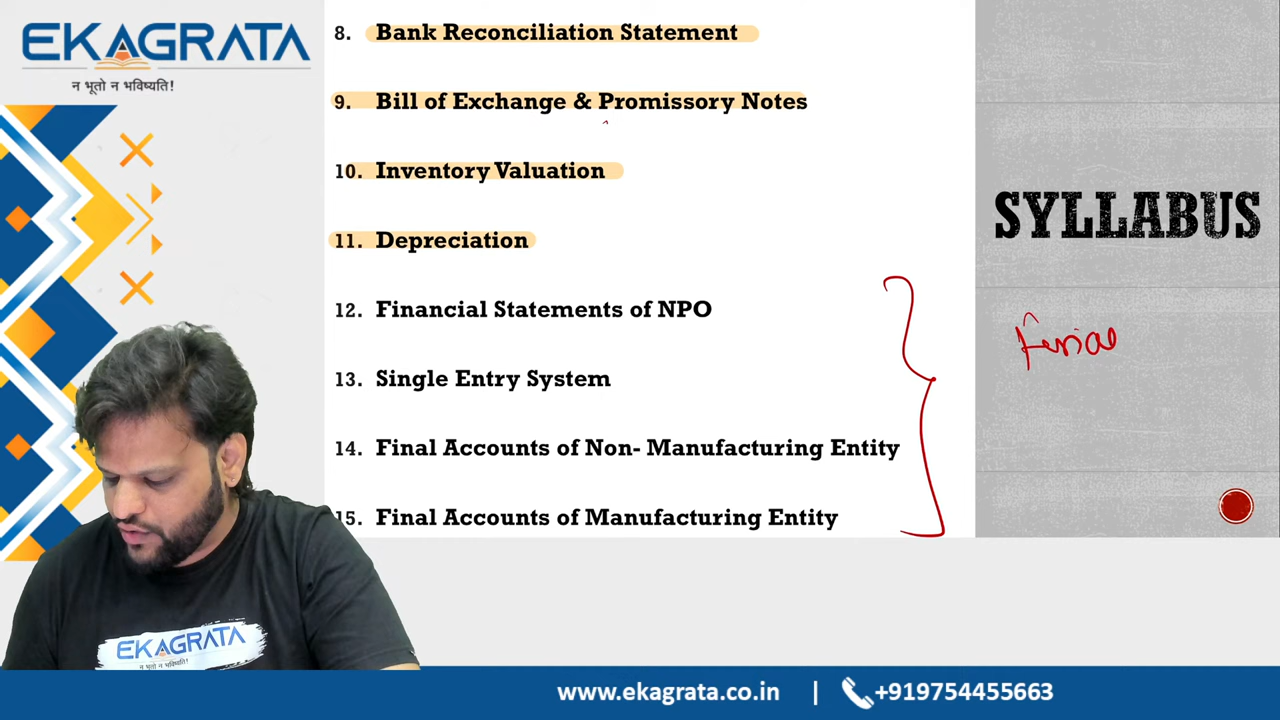 EKAGRATA
न भूतो न भविष्यति!
8. Bank Reconciliation Statement
9. Bill of Exchange & Promissory Notes
10. Inventory Valuation
11. Depreciation
12. Financial Statements of NPO
13. Single Entry System
14. Final Accounts of Non- Manufacturing Entity
15. Final Accounts of Manufacturing Entity
SYLLABUS
EKAGRATA
न भूतो न भविष्यति!
www.ekagrata.co.in | +919754455663